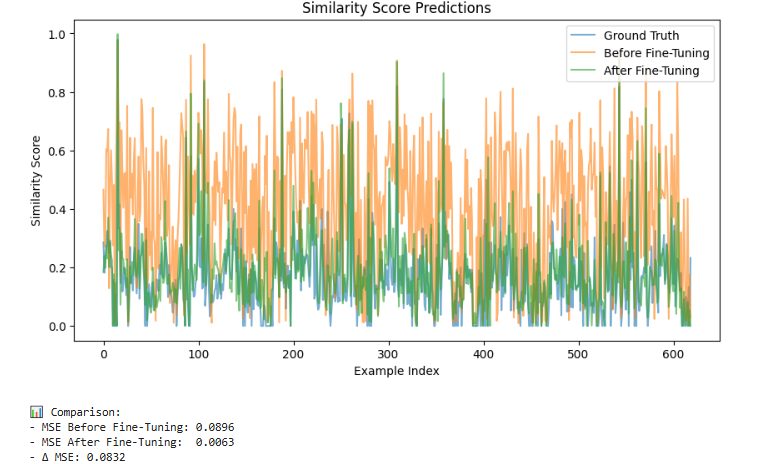 Similarity Score Predictions
1.0
0.8
0.6
0.4
0.2
0.0
Similarity Score
Ground Truth
Before Fine-Tuning
After Fine-Tuning
0 100 200 300 400 500 600
Example Index
📊 Comparison:
- MSE Before Fine-Tuning: 0.0896
- MSE After Fine-Tuning:  0.0063
- Δ MSE: 0.0832